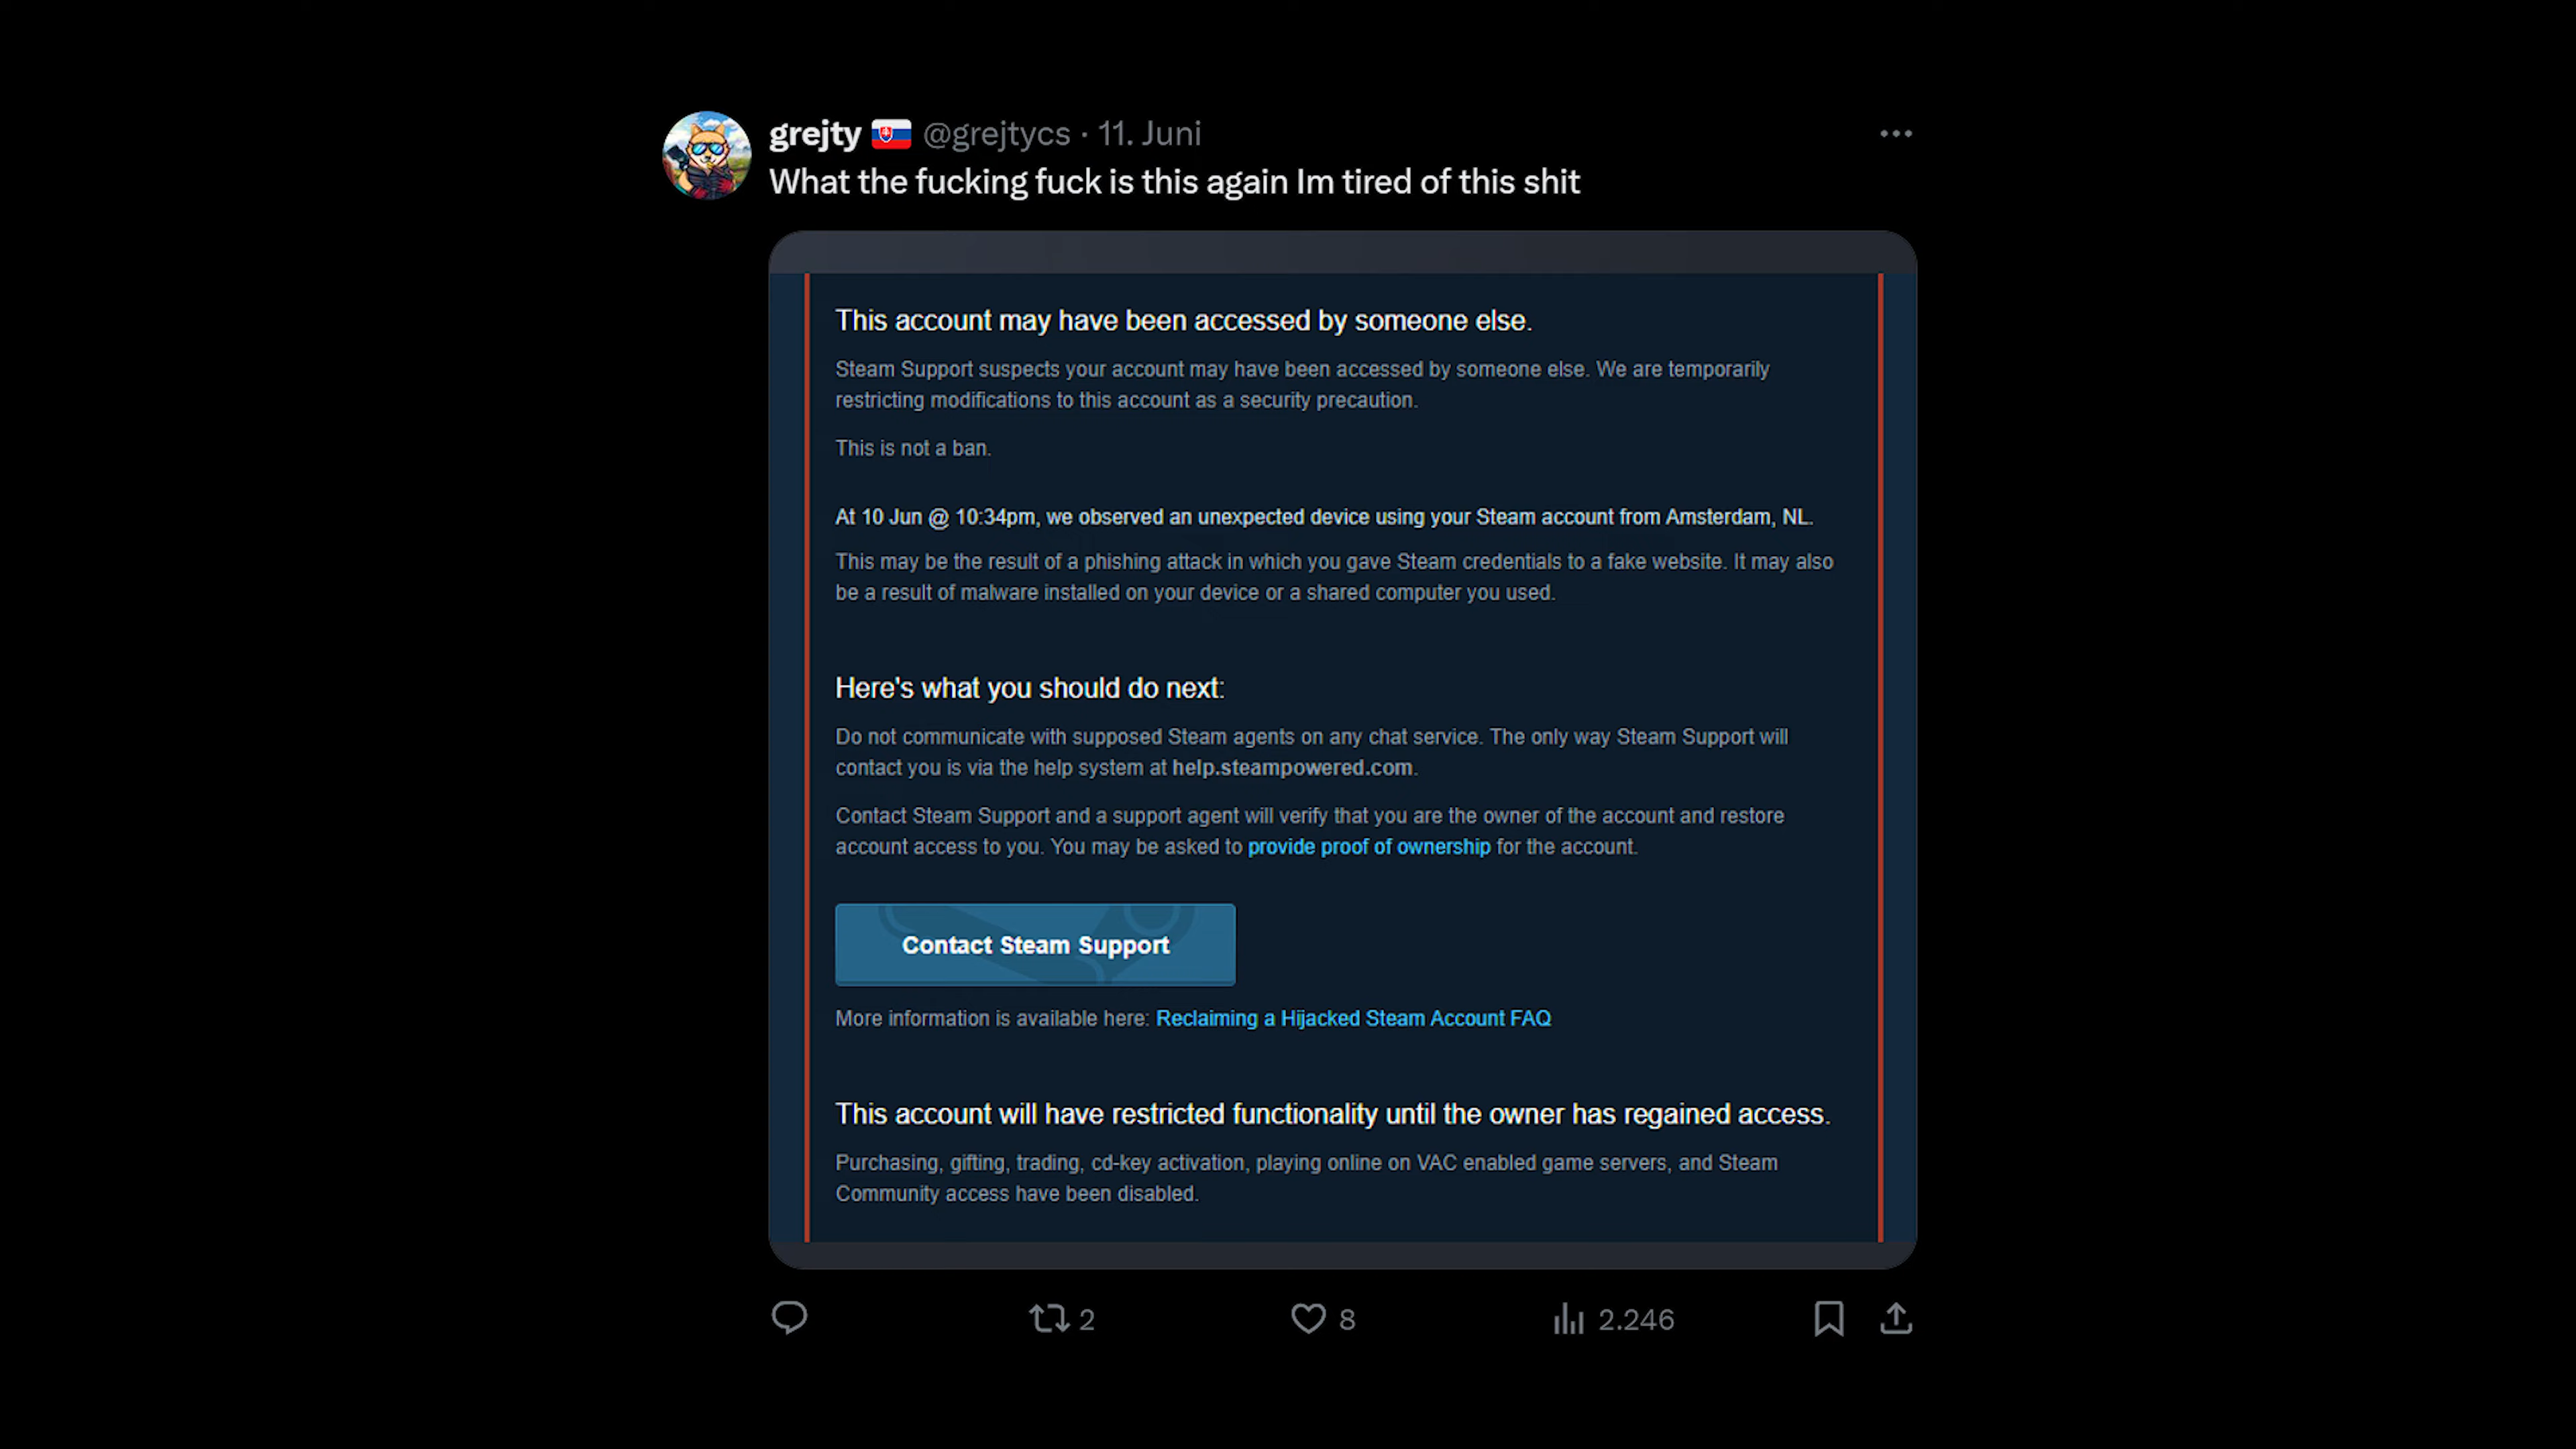 grejty 🇸🇰 @grejtycs · 11. Juni
What the fucking fuck is this again Im tired of this shit
This account may have been accessed by someone else.
Steam Support suspects your account may have been accessed by someone else. We are temporarily
restricting modifications to this account as a security precaution.
This is not a ban.
At 10 Jun @ 10:34pm, we observed an unexpected device using your Steam account from Amsterdam, NL.
This may be the result of a phishing attack in which you gave Steam credentials to a fake website. It may also
be a result of malware installed on your device or a shared computer you used.
Here's what you should do next:
Do not communicate with supposed Steam agents on any chat service. The only way Steam Support will
contact you is via the help system at help.steampowered.com.
Contact Steam Support and a support agent will verify that you are the owner of the account and restore
account access to you. You may be asked to provide proof of ownership for the account.
Contact Steam Support
More information is available here: Reclaiming a Hijacked Steam Account FAQ
This account will have restricted functionality until the owner has regained access.
Purchasing, gifting, trading, cd-key activation, playing online on VAC enabled game servers, and Steam
Community access have been disabled.
2 8 2.246